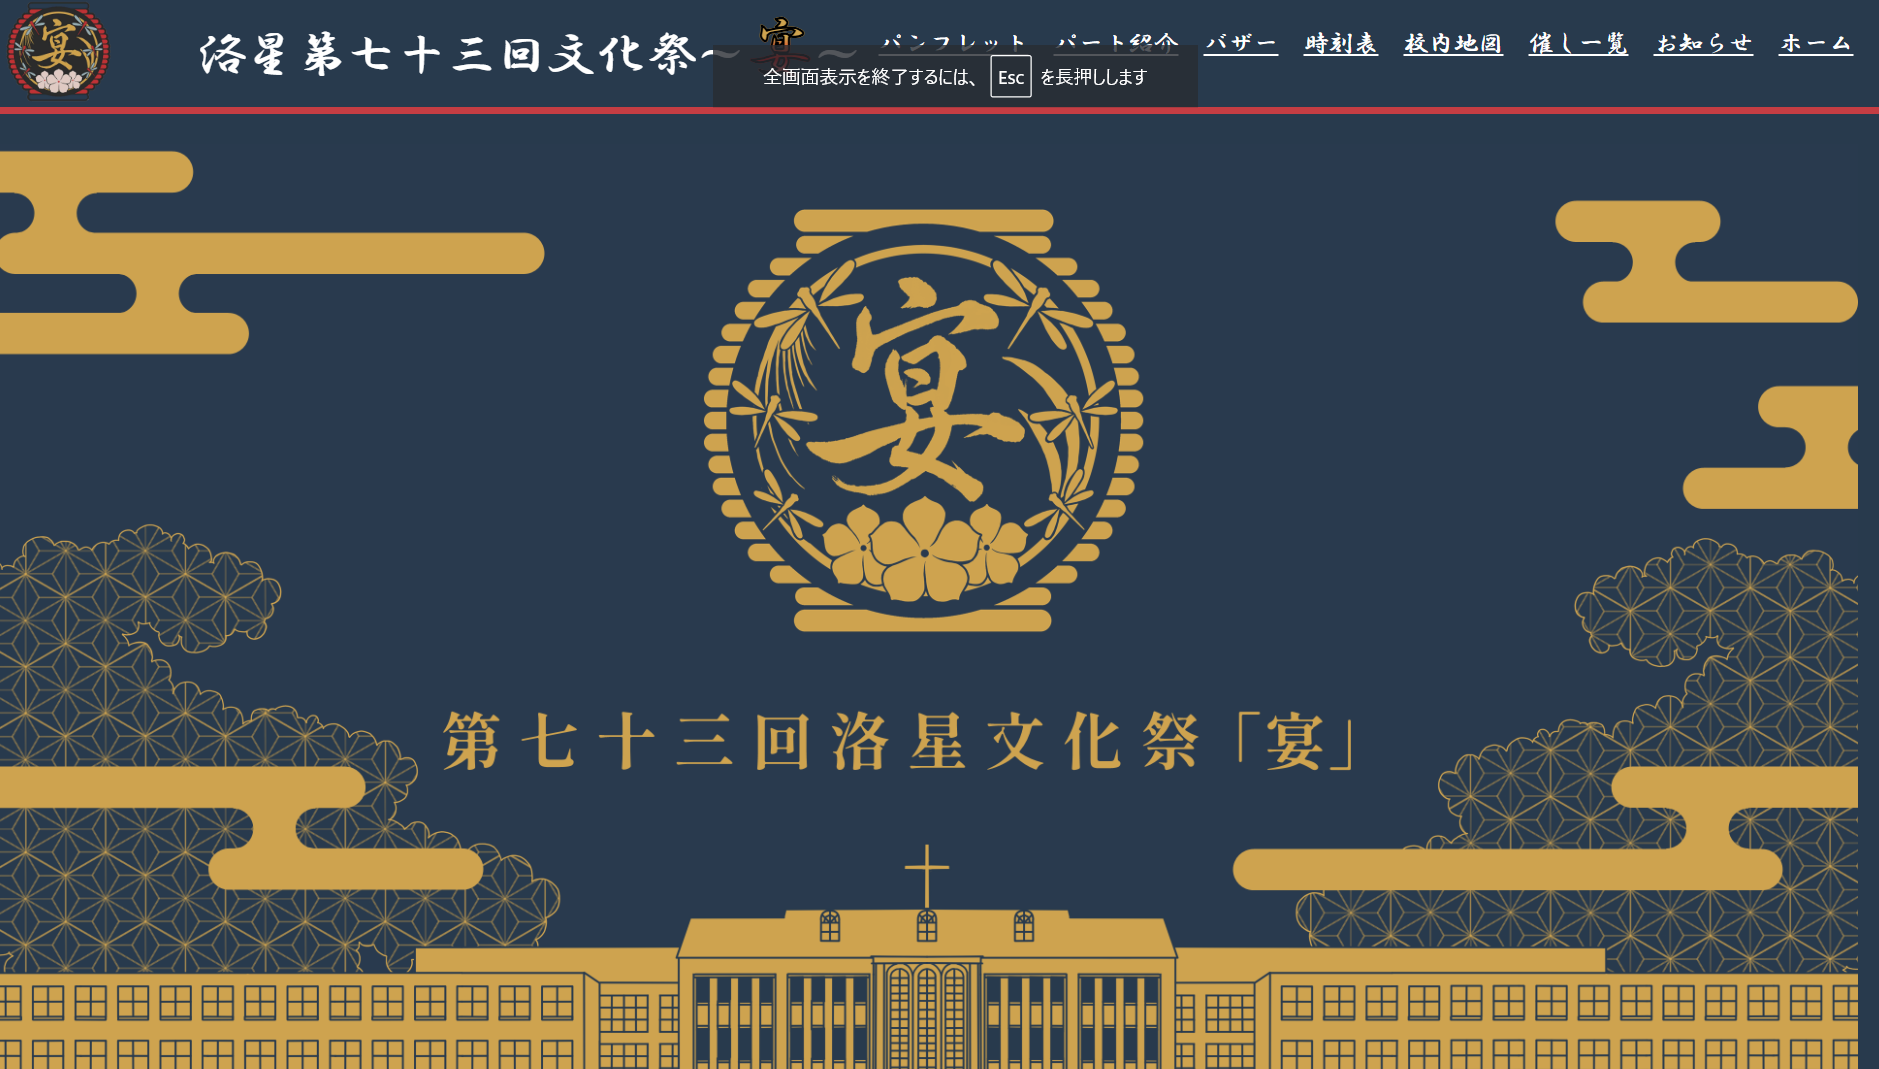 宴
洛星第七十三回文化祭～宴～
パンフレット パート紹介 バザー 時刻表 校内地図 催し一覧 お知らせ ホーム
全画面表示を終了するには、 Esc を長押しします
宴
第七十三回洛星文化祭「宴」